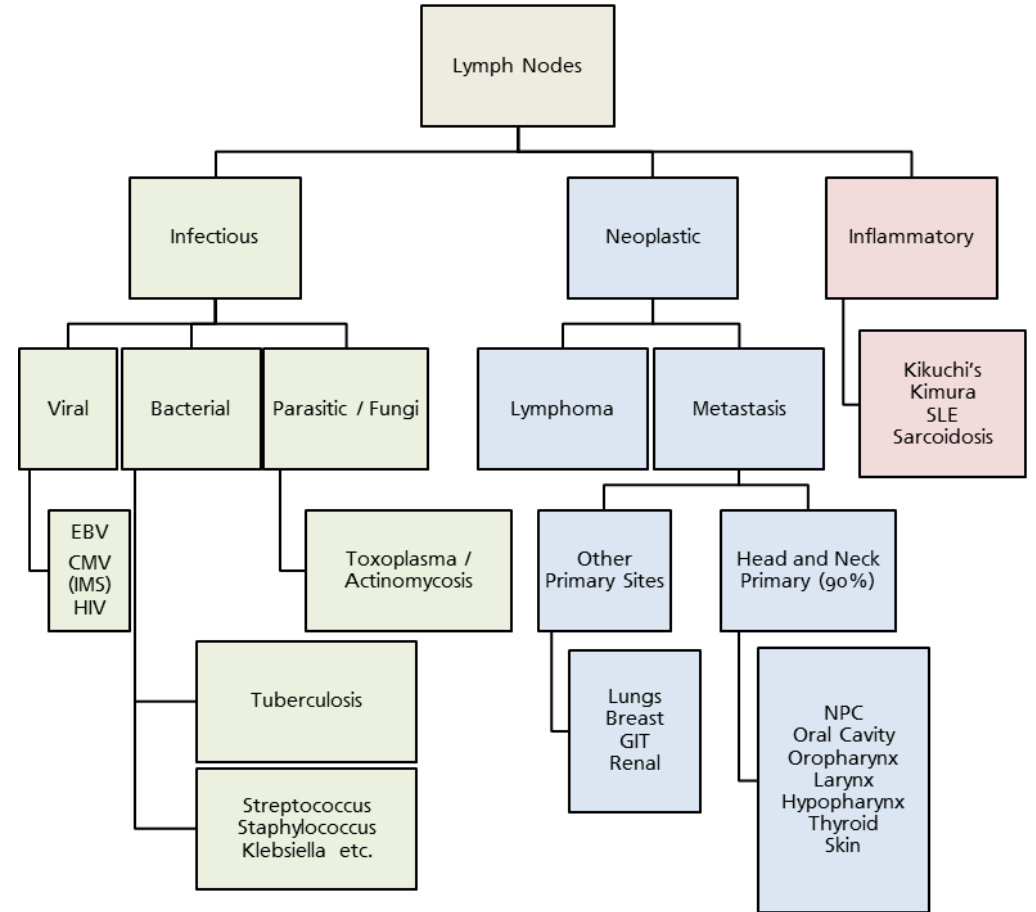 Lymph Nodes
Infectious
Neoplastic
Inflammatory
Viral
Bacterial
Parasitic / Fungi
Lymphoma
Metastasis
Kikuchi's
Kimura
SLE
Sarcoidosis
EBV
CMV
(IMS)
HIV
Toxoplasma /
Actinomycosis
Other
Primary Sites
Head and Neck
Primary (90%)
Tuberculosis
Streptococcus
Staphylococcus
Klebsiella etc.
Lungs
Breast
GIT
Renal
NPC
Oral Cavity
Oropharynx
Larynx
Hypopharynx
Thyroid
Skin